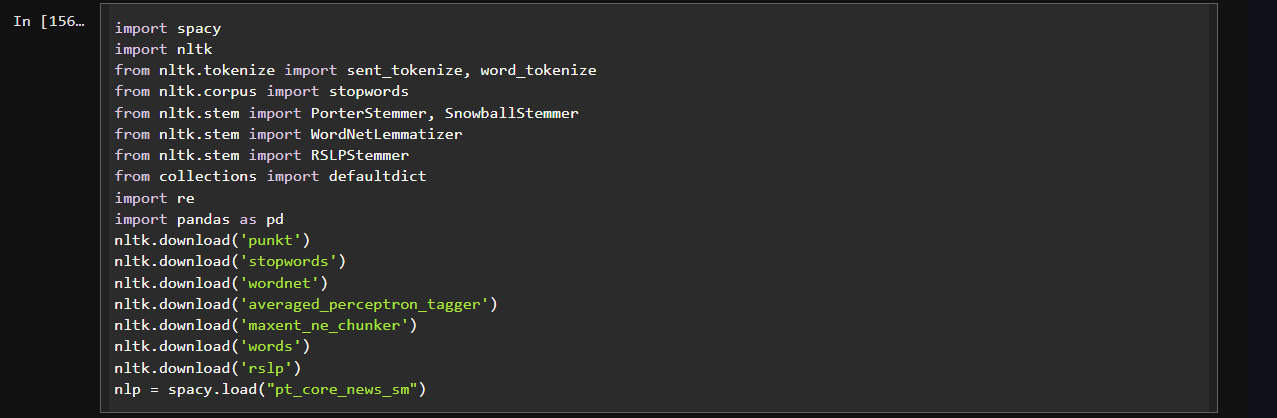 In [156…
import spacy
import nltk
from nltk.tokenize import sent_tokenize, word_tokenize
from nltk.corpus import stopwords
from nltk.stem import PorterStemmer, SnowballStemmer
from nltk.stem import WordNetLemmatizer
from nltk.stem import RSLPStemmer
from collections import defaultdict
import re
import pandas as pd
nltk.download('punkt')
nltk.download('stopwords')
nltk.download('wordnet')
nltk.download('averaged_perceptron_tagger')
nltk.download('maxent_ne_chunker')
nltk.download('words')
nltk.download('rslp')
nlp = spacy.load("pt_core_news_sm")